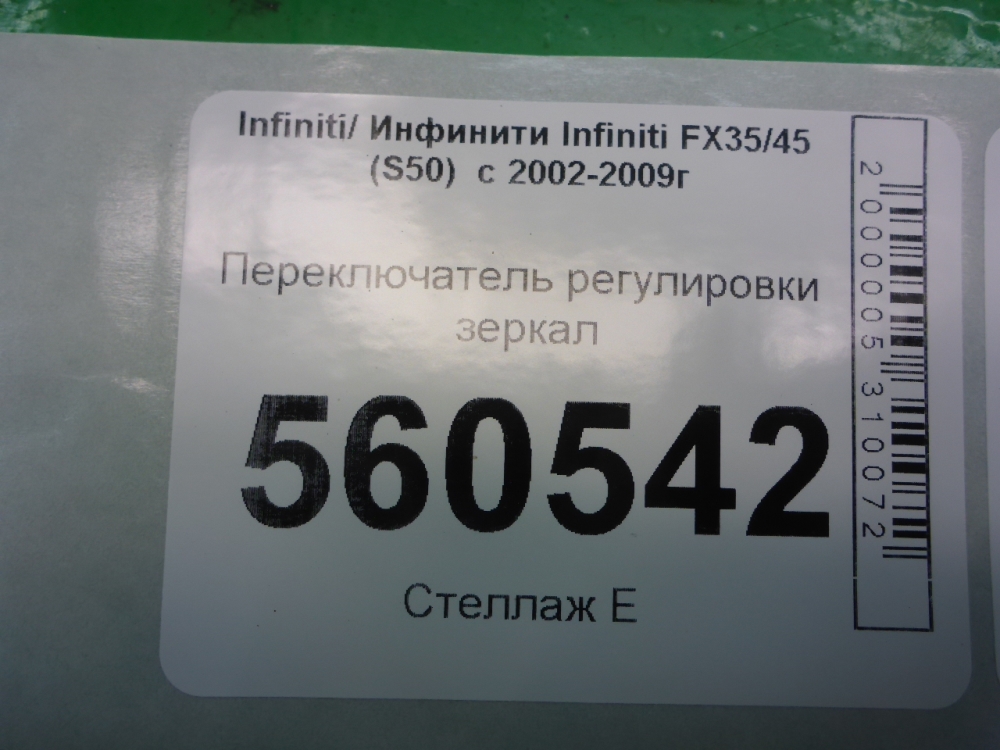 Infiniti/ Инфинити Infiniti FX35/45
(S50) с 2002-2009г
Переключатель регулировки
зеркал
560542
Стеллаж Е
2000005310072